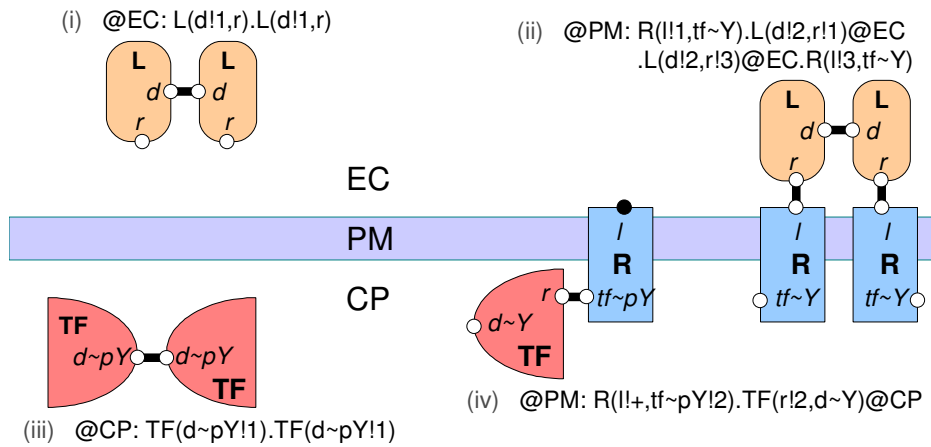 (i) @EC: L(d!1,r).L(d!1,r)
L L
d d
r r
(ii) @PM: R(l!1,tf~Y).L(d!2,r!1)@EC
.L(d!2,r!3)@EC.R(l!3,tf~Y)
L L
d d
r r
EC
PM
CP
l l l
R R R
tf~pY tf~Y tf~Y
r
d~Y
TF
TF
d~pY d~pY
TF
(iii) @CP: TF(d~pY!1).TF(d~pY!1)
(iv) @PM: R(l!+,tf~pY!2).TF(r!2,d~Y)@CP